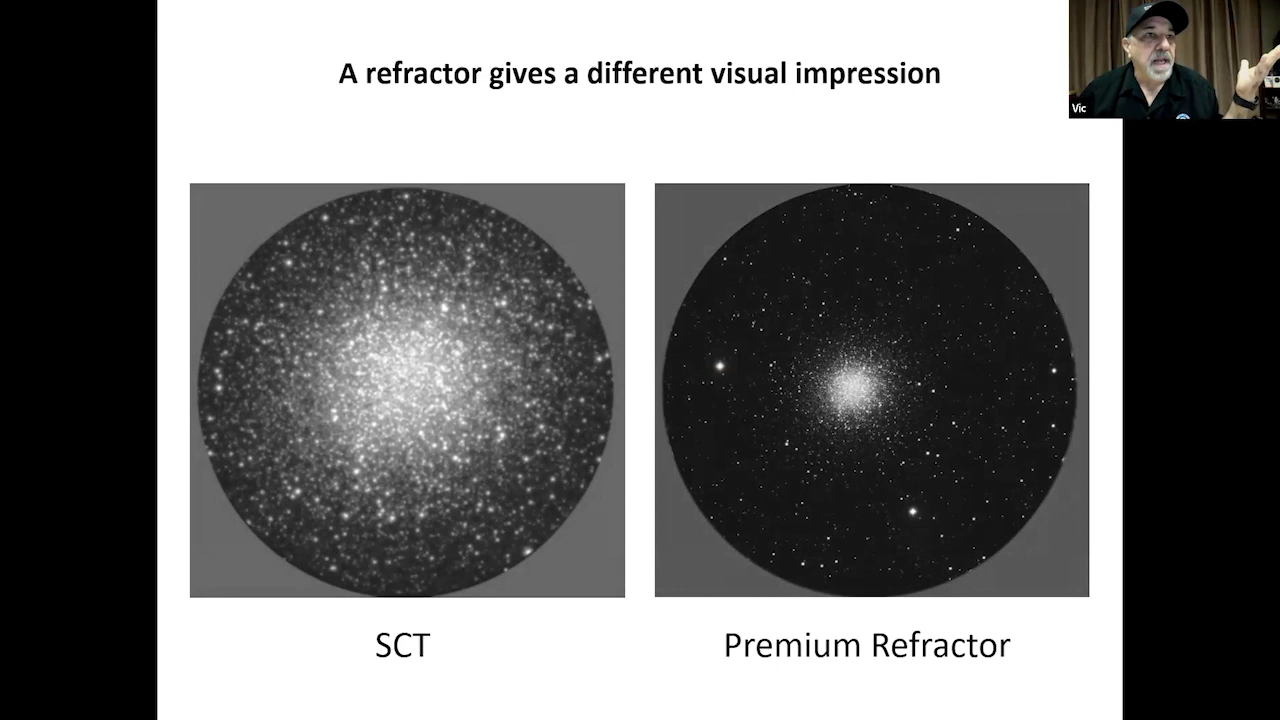 A refractor gives a different visual impression
Vic
SCT
Premium Refractor